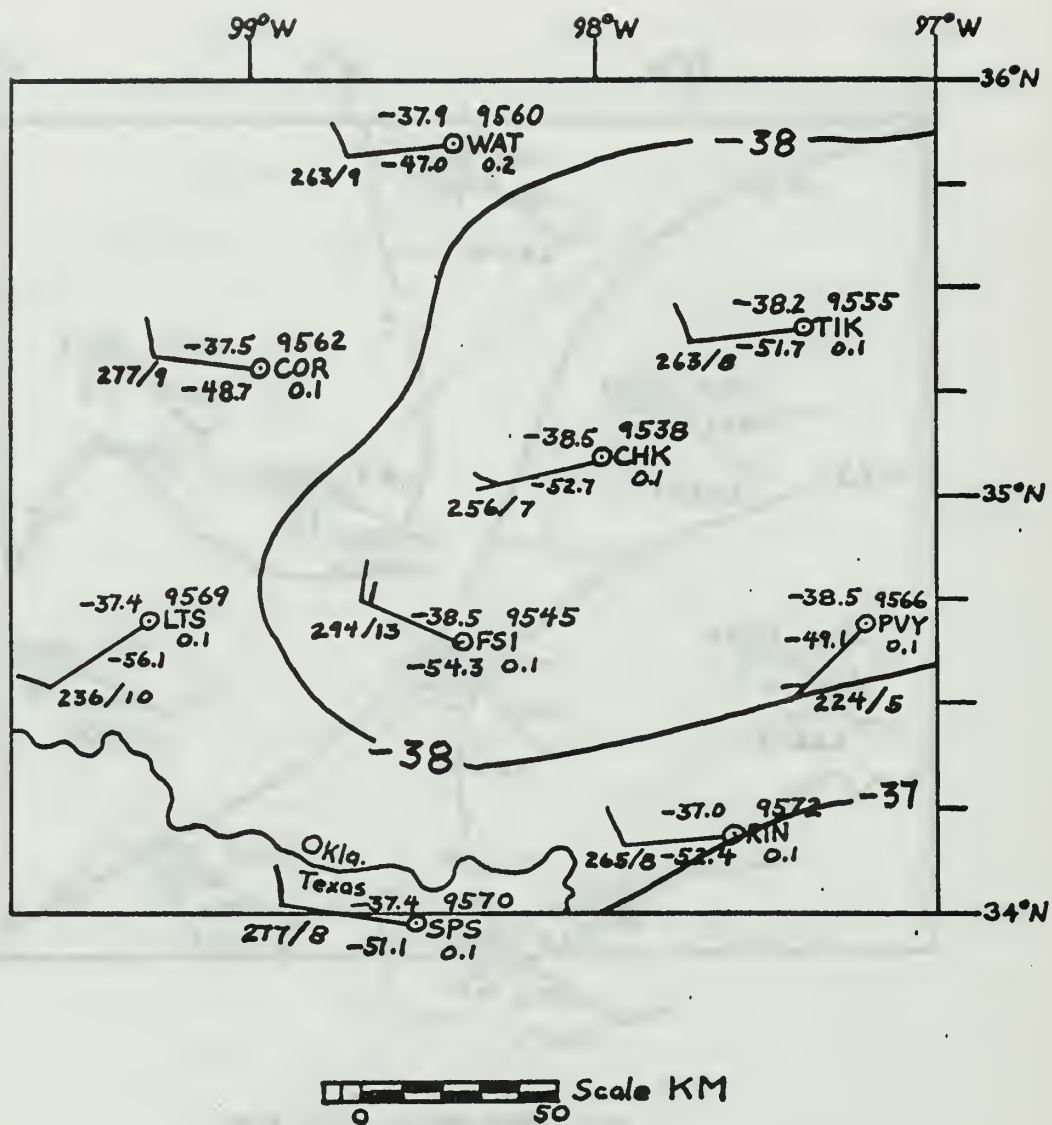 99°W 98°W 97°W
36°N
-37.9 9560
WAT
-47.0 0.2
263/9
-38
-38.2 9555
TIK
-51.7 0.1
263/8
-37.5 9562
COR
-48.7 0.1
277/9
-38.5 9538
CHK
-52.7 0.1
256/7
35°N
-37.4 9569
LTS
0.1
-56.1
236/10
-38.5 9545
FSI
-54.3 0.1
294/13
-38.5 9566
PVY
-49.1 0.1
224/5
-38
-37
-37.0 9572
RIN
-52.4 0.1
265/8
Okla.
Texas
-37.4 9570
SPS
-51.1 0.1
277/8
34°N
Scale KM
0 50